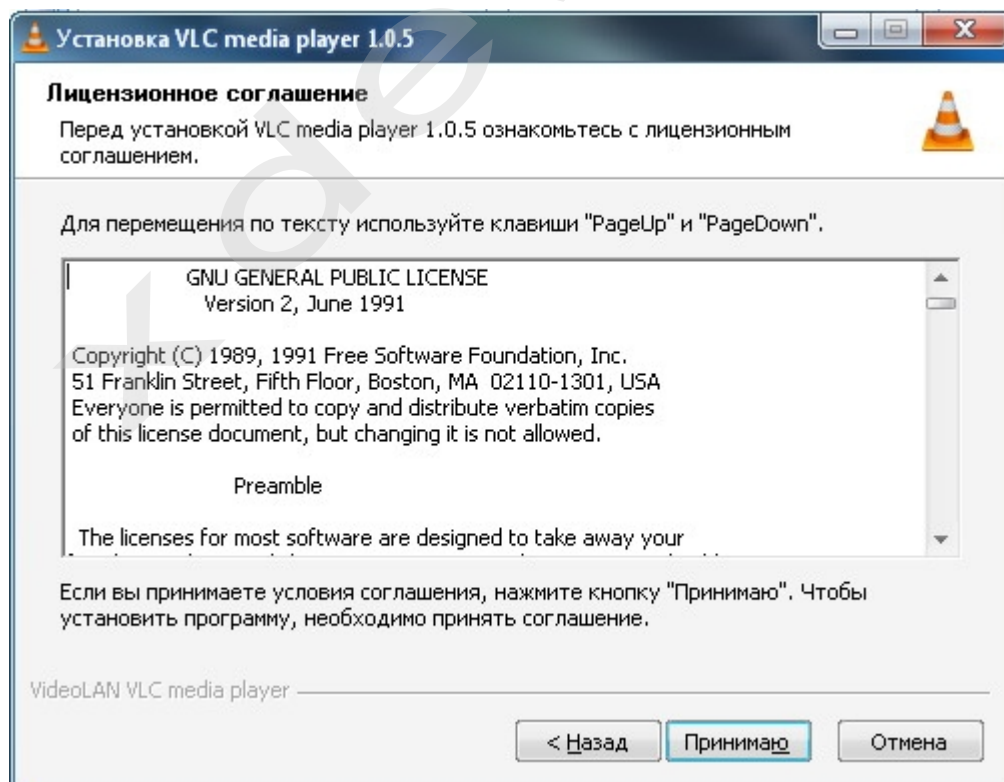 Установка VLC media player 1.0.5
Лицензионное соглашение
Перед установкой VLC media player 1.0.5 ознакомьтесь с лицензионным
соглашением.
Для перемещения по тексту используйте клавиши "PageUp" и "PageDown".
GNU GENERAL PUBLIC LICENSE
Version 2, June 1991
Copyright (C) 1989, 1991 Free Software Foundation, Inc.
51 Franklin Street, Fifth Floor, Boston, MA 02110-1301, USA
Everyone is permitted to copy and distribute verbatim copies
of this license document, but changing it is not allowed.
Preamble
The licenses for most software are designed to take away your
Если вы принимаете условия соглашения, нажмите кнопку "Принимаю". Чтобы
установить программу, необходимо принять соглашение.
VideoLAN VLC media player
< Назад Принимаю Отмена